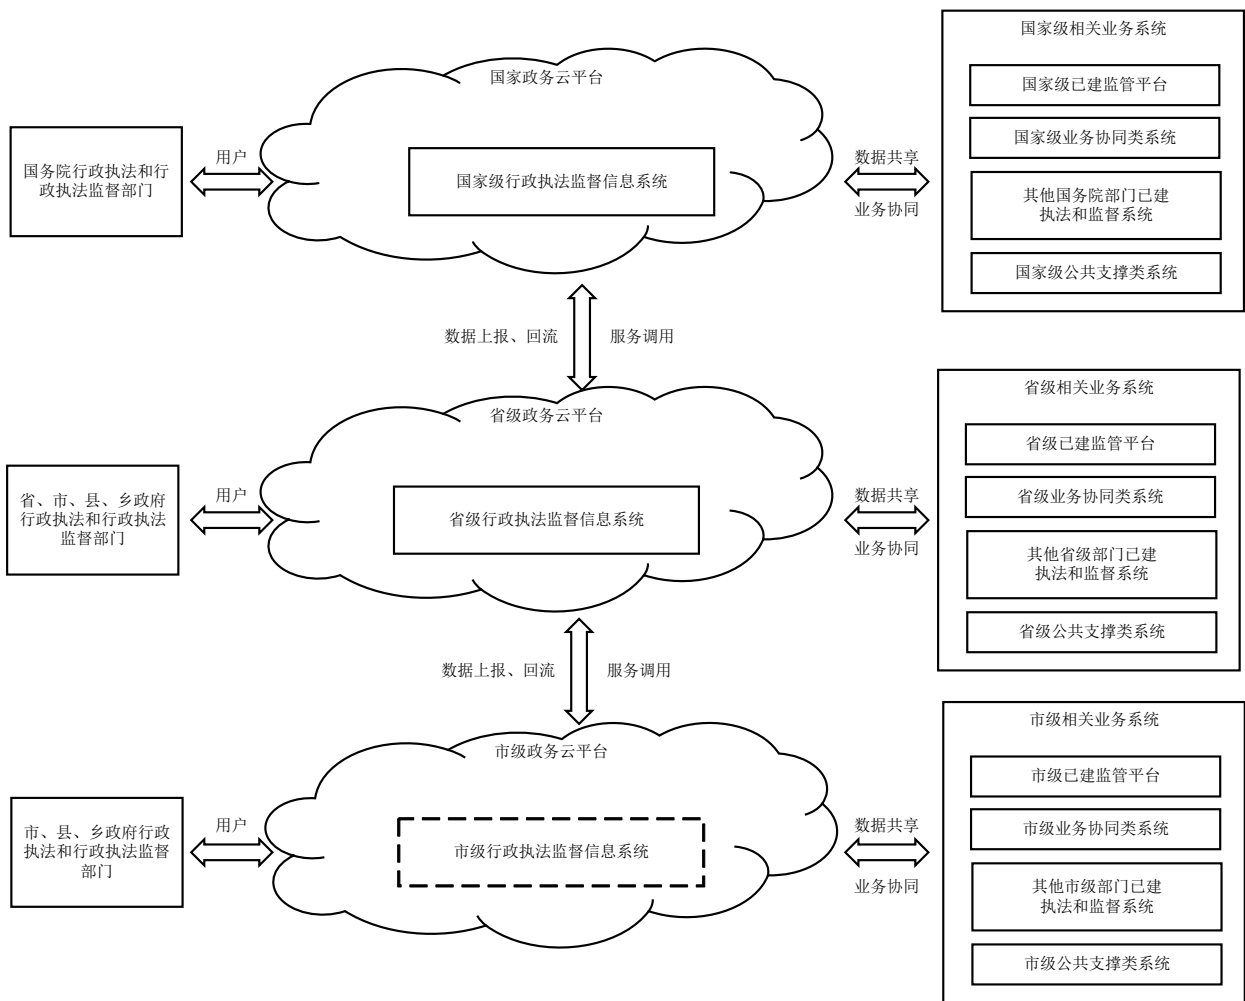 国家政务云平台
国务院行政执法和行
政执法监督部门
用户
国家级行政执法监督信息系统
数据共享
业务协同
国家级相关业务系统
国家级已建监管平台
国家级业务协同类系统
其他国务院部门已建
执法和监督系统
国家级公共支撑类系统
数据上报、回流
服务调用
省级政务云平台
省、市、县、乡政府
行政执法和行政执法
监督部门
用户
省级行政执法监督信息系统
数据共享
业务协同
省级相关业务系统
省级已建监管平台
省级业务协同类系统
其他省级部门已建
执法和监督系统
省级公共支撑类系统
数据上报、回流
服务调用
市级政务云平台
市、县、乡政府行政
执法和行政执法监督
部门
用户
市级行政执法监督信息系统
数据共享
业务协同
市级相关业务系统
市级已建监管平台
市级业务协同类系统
其他市级部门已建
执法和监督系统
市级公共支撑类系统